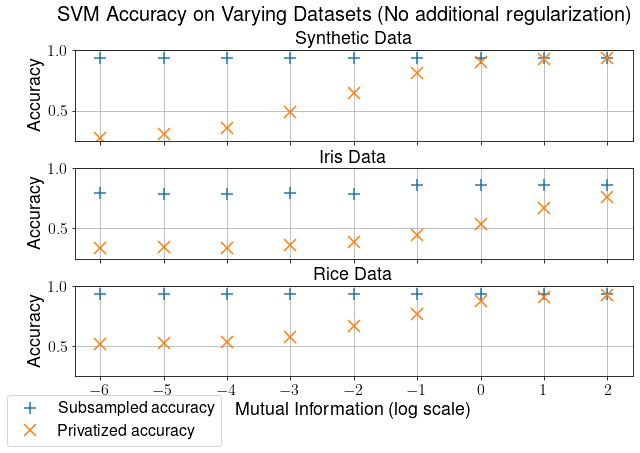 SVM Accuracy on Varying Datasets (No additional regularization)
Synthetic Data
1.0
0.5
Accuracy
Iris Data
1.0
0.5
Accuracy
Rice Data
1.0
0.5
Accuracy
−6 −5 −4 −3 −2 −1 0 1 2
Mutual Information (log scale)
Subsampled accuracy
Privatized accuracy